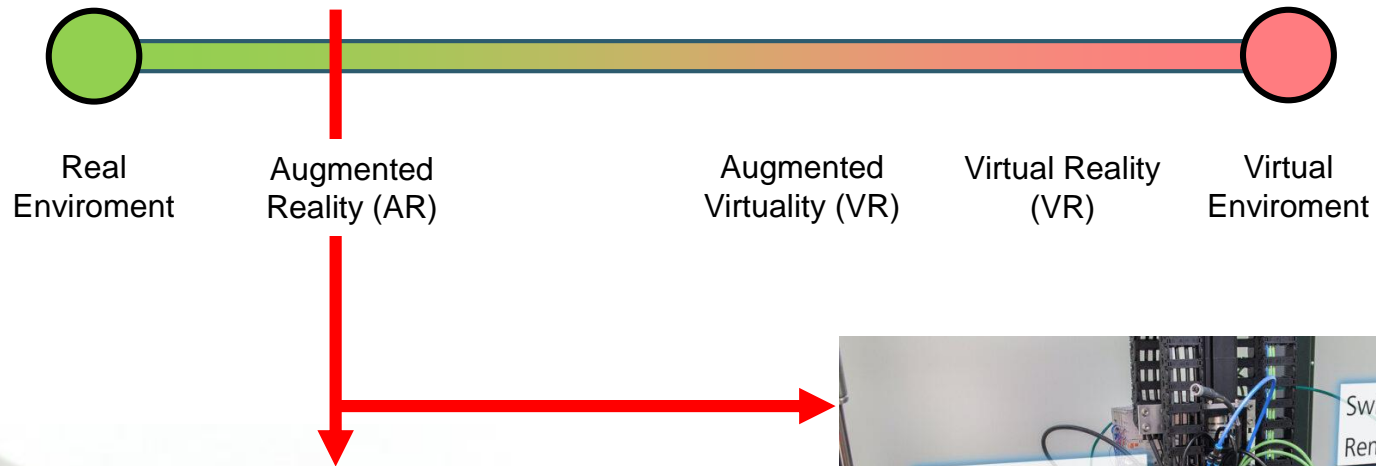 Real
Enviroment
Augmented
Reality (AR)
Augmented
Virtuality (VR)
Virtual Reality
(VR)
Virtual
Enviroment